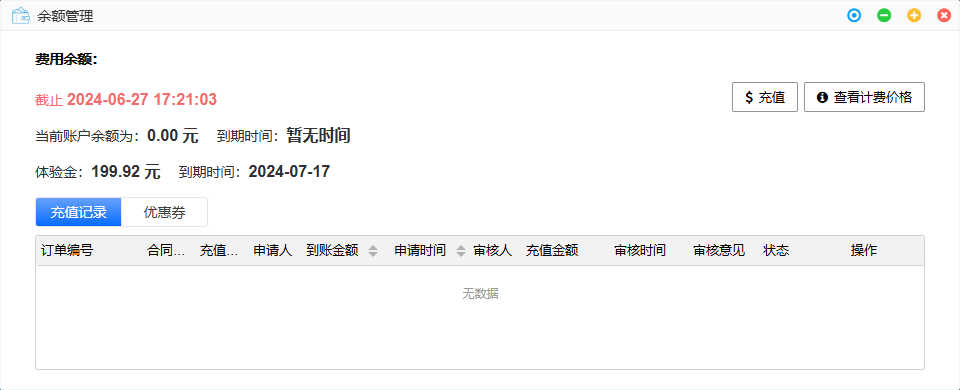 余额管理
费用余额：
截止 2024-06-27 17:21:03
$ 充值 查看计费价格
当前账户余额为：0.00 元 到期时间：暂无时间
体验金：199.92 元 到期时间：2024-07-17
充值记录 优惠券
订单编号 合同... 充值... 申请人 到账金额 申请时间 审核人 充值金额 审核时间 审核意见 状态 操作
无数据